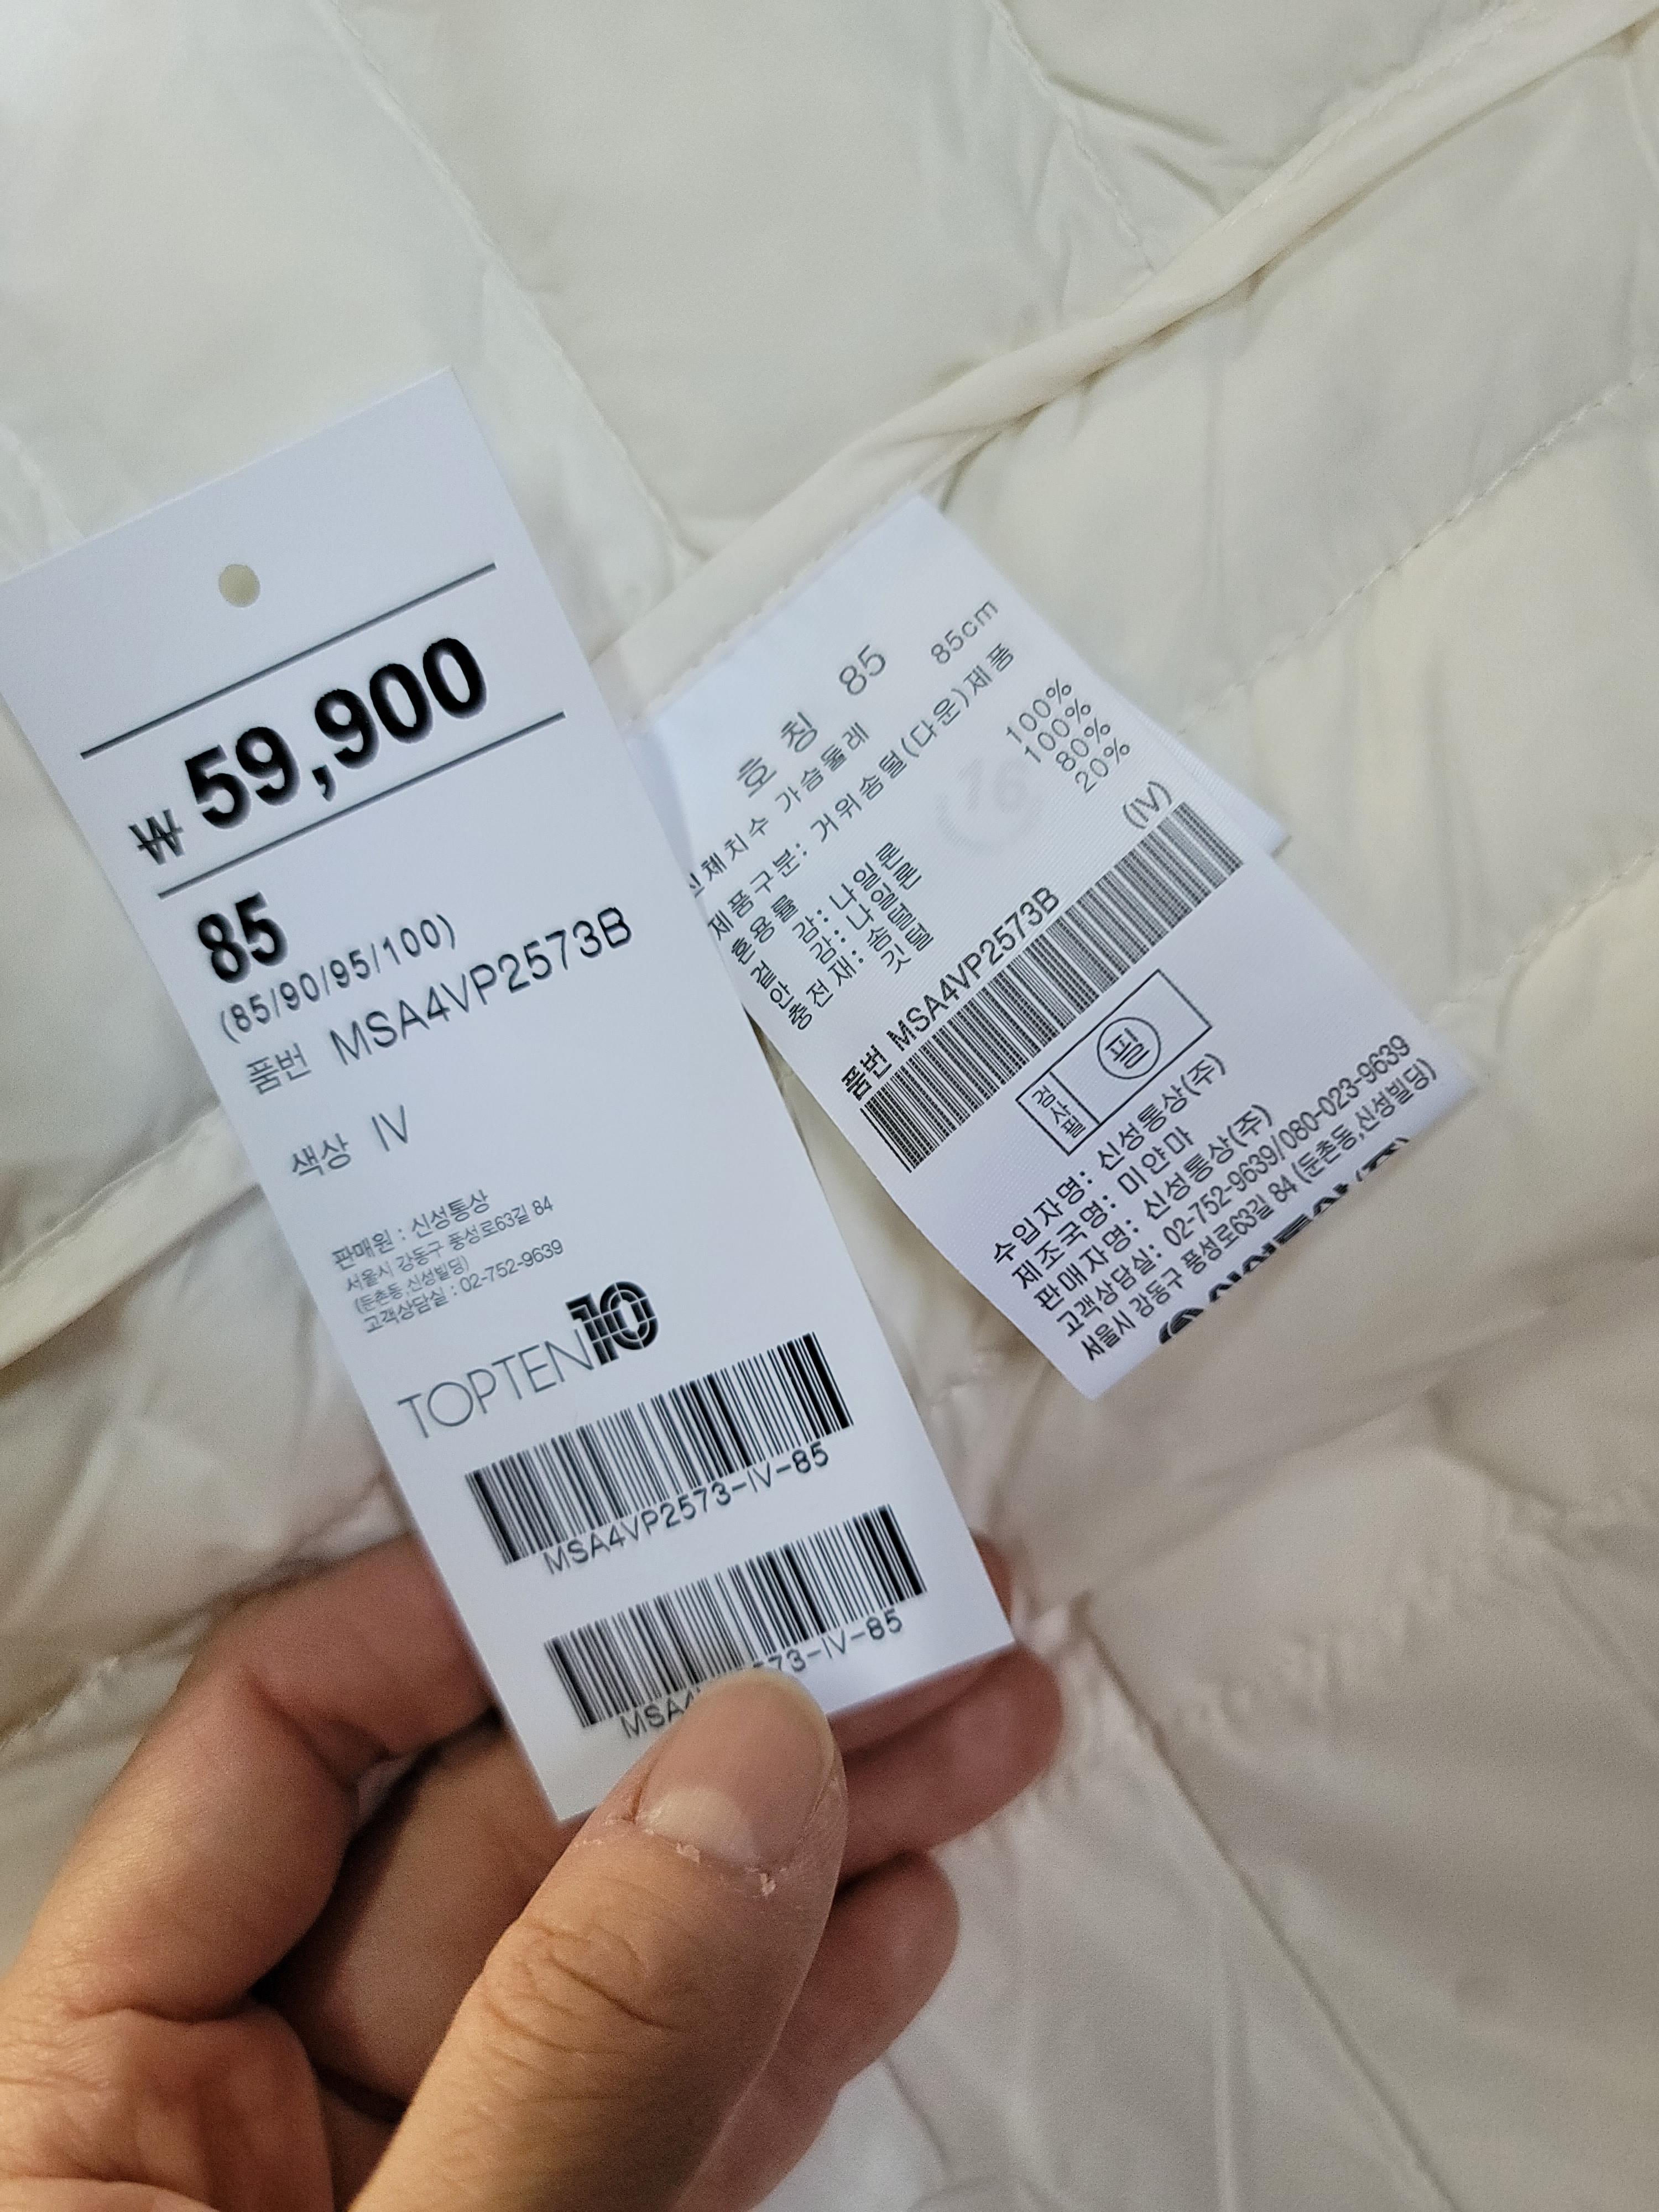 ₩ 59,900
85
(85/90/95/100)
품번 MSA4VP2573B
색상 IV
판매원 : 신성통상
서울시 강동구 풍성로63길 84
(둔촌동,신성빌딩)
고객상담실 : 02-752-9639
TOPTEN10
MSA4VP2573-IV-85
73-IV-85
호칭 85
신체치수 가슴둘레 85cm
제품구분: 거위솜털(다운)제품
혼용률
겉감: 나일론 100%
안감: 나일론 100%
충전재: 솜털 80%
깃털 20%
(IV)
품번 MSA4VP2573B
검사필 필
수입자명: 신성통상(주)
제조국명: 미얀마
판매자명: 신성통상(주)
고객상담실: 02-752-9639/080-023-9639
서울시 강동구 풍성로63길 84 (둔촌동,신성빌딩)